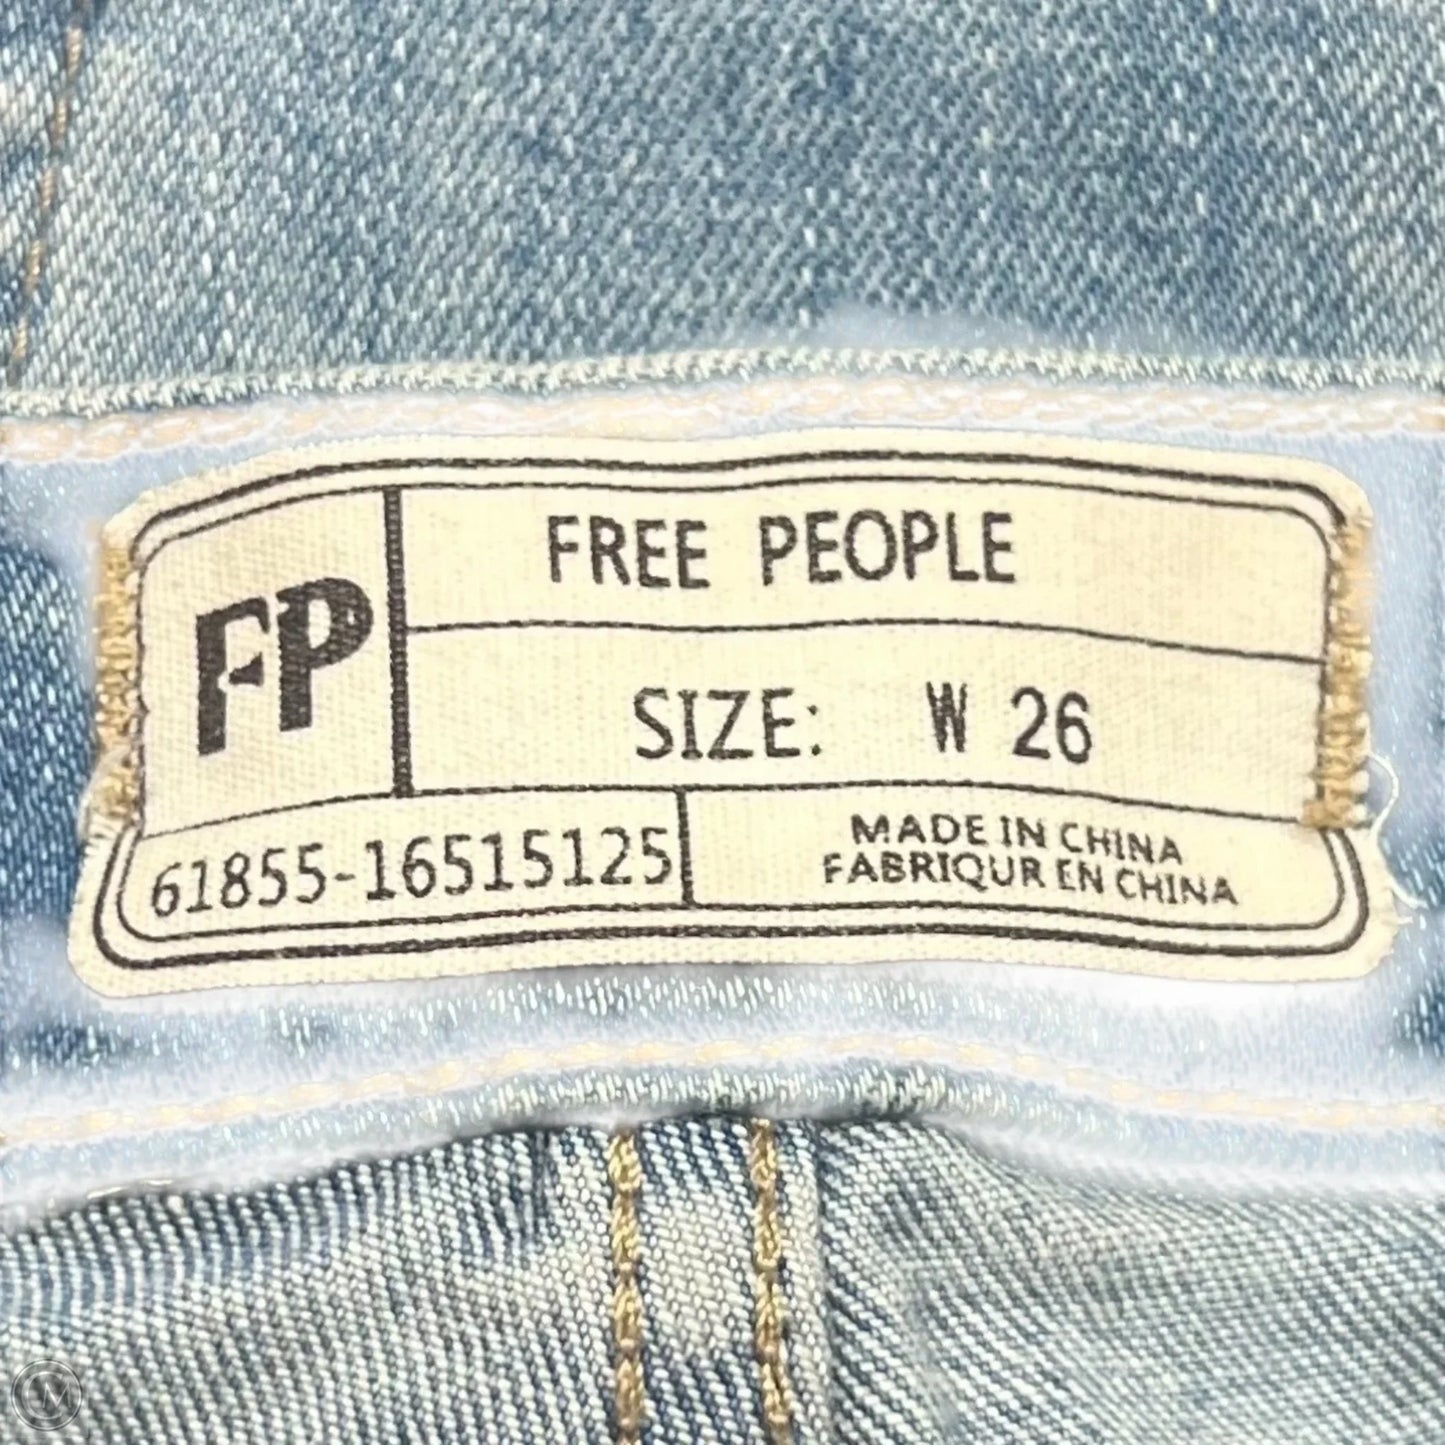 FP
FREE PEOPLE
SIZE: W 26
61855-16515125
MADE IN CHINA
FABRIQUR EN CHINA
M